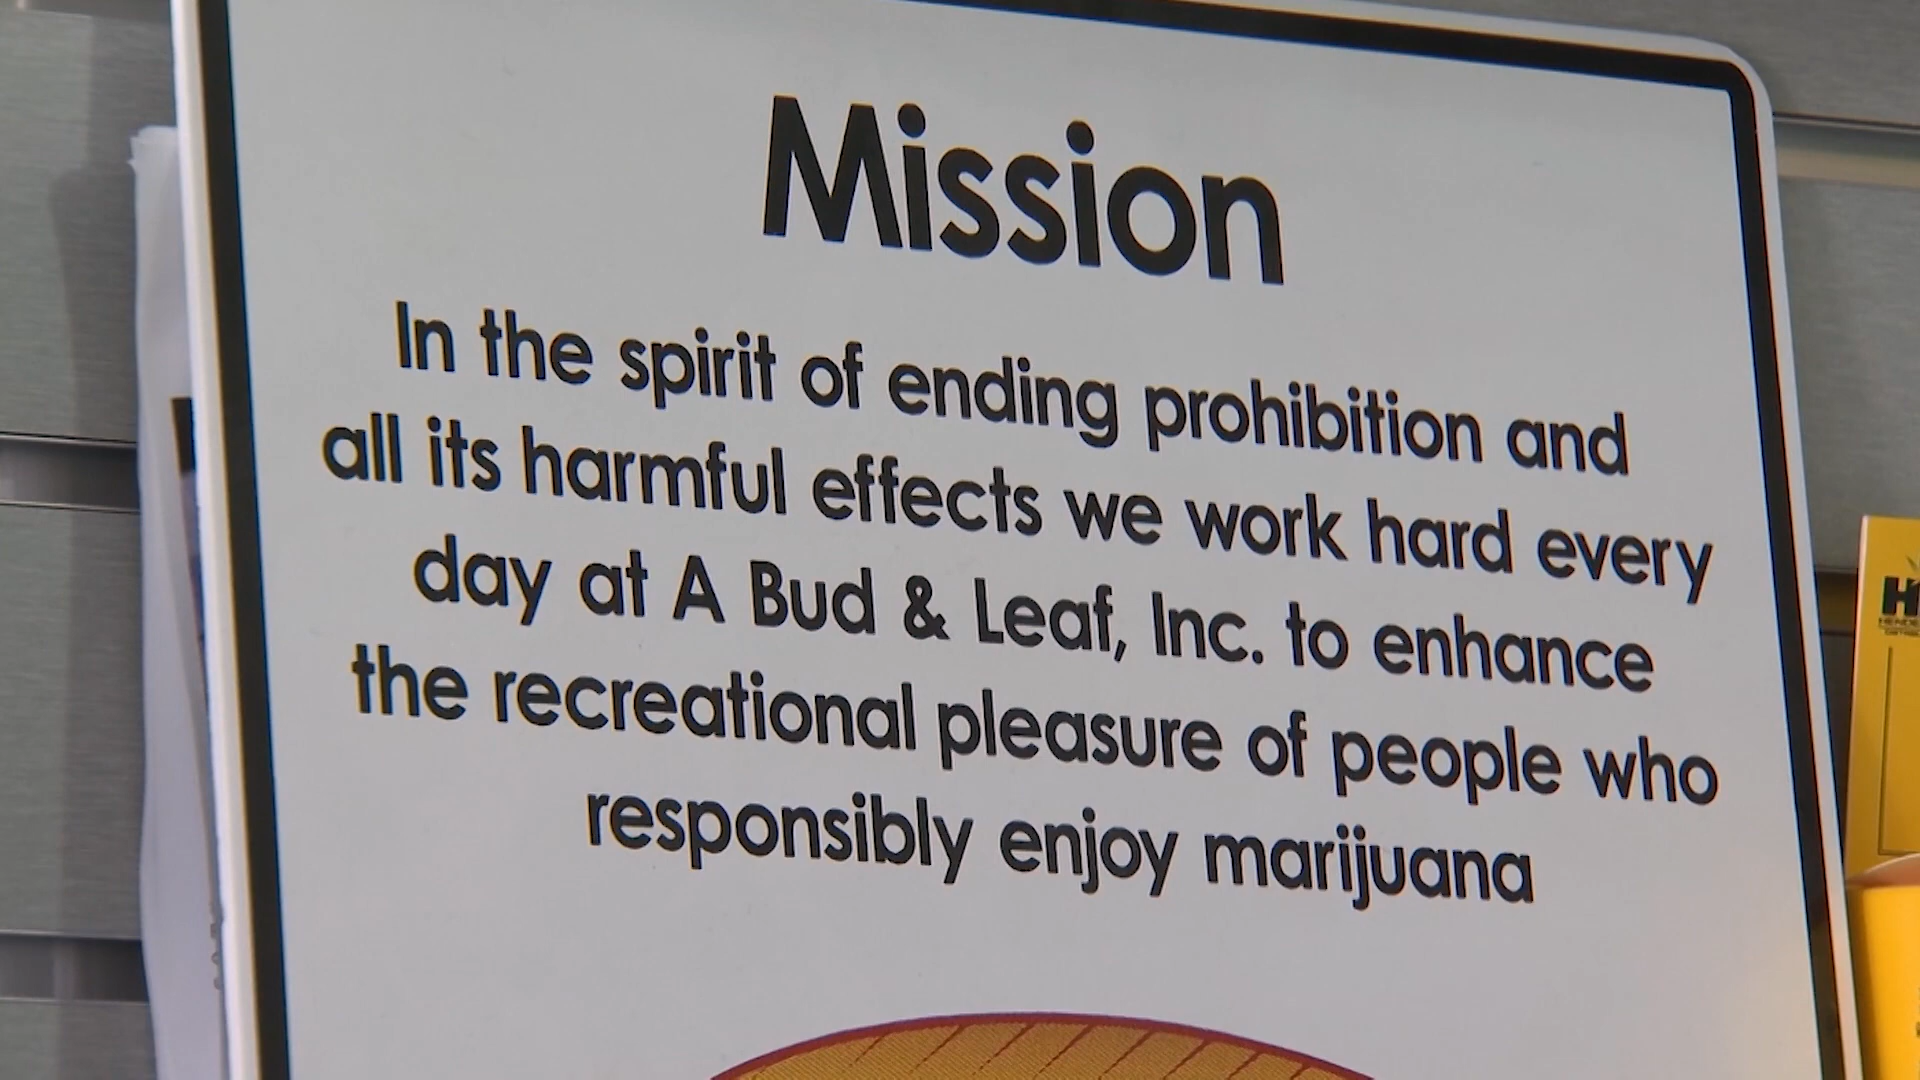 Mission
In the spirit of ending prohibition and
all its harmful effects we work hard every
day at A Bud & Leaf, Inc. to enhance
the recreational pleasure of people who
responsibly enjoy marijuana